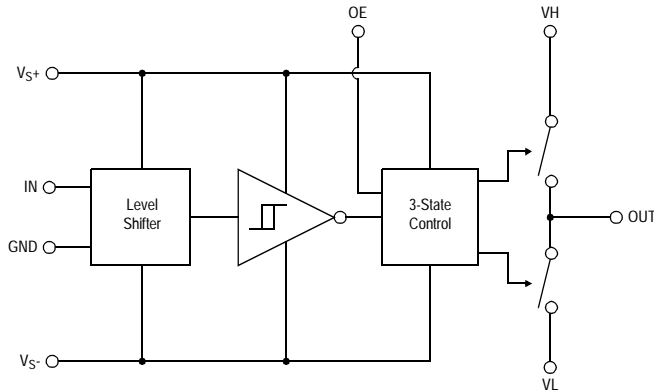 OE
VH
VS+
IN
Level
Shifter
3-State
Control
OUT
GND
VS-
VL